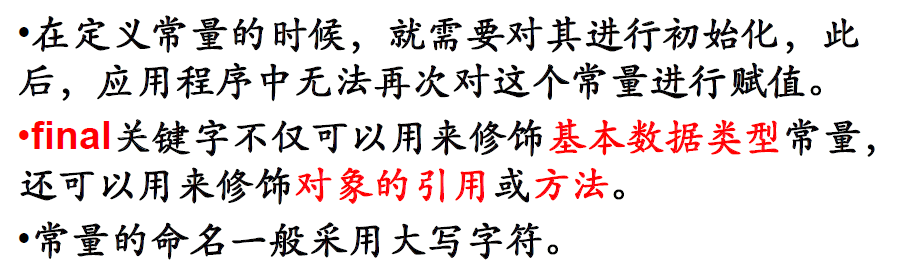 •在定义常量的时候，就需要对其进行初始化，此
后，应用程序中无法再次对这个常量进行赋值。
•final关键字不仅可以用来修饰基本数据类型常量，
还可以用来修饰对象的引用或方法。
•常量的命名一般采用大写字符。